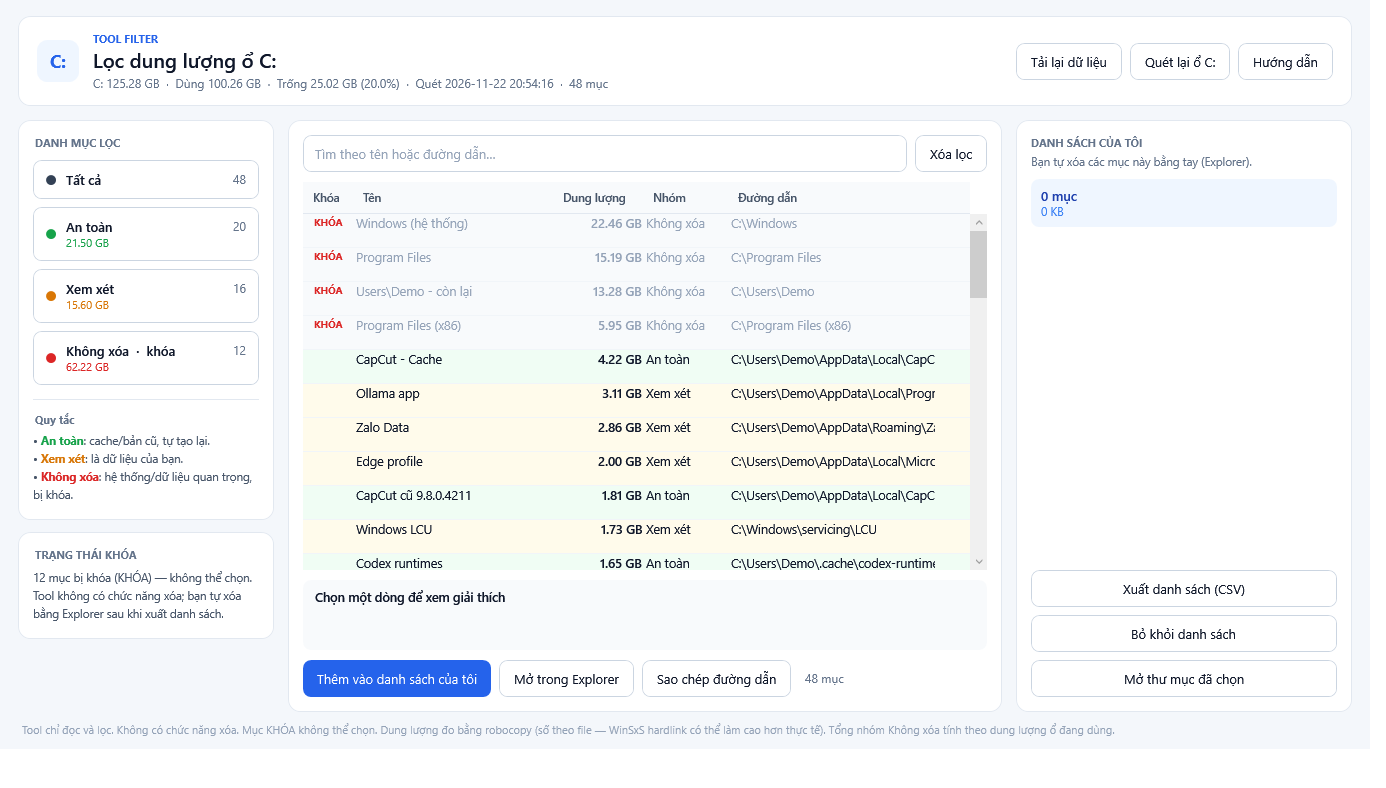 C:
TOOL FILTER
Lọc dung lượng ổ C:
C: 125.28 GB · Dùng 100.26 GB · Trống 25.02 GB (20.0%) · Quét 2026-11-22 20:54:16 · 48 mục
Tải lại dữ liệu
Quét lại ổ C:
Hướng dẫn
DANH MỤC LỌC
Tất cả 48
An toàn 20
21.50 GB
Xem xét 16
15.60 GB
Không xóa · khóa 12
62.22 GB
Quy tắc
• An toàn: cache/bản cũ, tự tạo lại.
• Xem xét: là dữ liệu của bạn.
• Không xóa: hệ thống/dữ liệu quan trọng,
bị khóa.
TRẠNG THÁI KHÓA
12 mục bị khóa (KHÓA) — không thể chọn.
Tool không có chức năng xóa; bạn tự xóa
bằng Explorer sau khi xuất danh sách.
Tìm theo tên hoặc đường dẫn...
Xóa lọc
Khóa Tên Dung lượng Nhóm Đường dẫn
KHÓA Windows (hệ thống) 22.46 GB Không xóa C:\Windows
KHÓA Program Files 15.19 GB Không xóa C:\Program Files
KHÓA Users\Demo - còn lại 13.28 GB Không xóa C:\Users\Demo
KHÓA Program Files (x86) 5.95 GB Không xóa C:\Program Files (x86)
CapCut - Cache 4.22 GB An toàn C:\Users\Demo\AppData\Local\CapC
Ollama app 3.11 GB Xem xét C:\Users\Demo\AppData\Local\Progr
Zalo Data 2.86 GB Xem xét C:\Users\Demo\AppData\Roaming\Za
Edge profile 2.00 GB Xem xét C:\Users\Demo\AppData\Local\Micro
CapCut cũ 9.8.0.4211 1.81 GB An toàn C:\Users\Demo\AppData\Local\CapC
Windows LCU 1.73 GB Xem xét C:\Windows\servicing\LCU
Codex runtimes 1.65 GB An toàn C:\Users\Demo\.cache\codex-runtime
Chọn một dòng để xem giải thích
Thêm vào danh sách của tôi
Mở trong Explorer
Sao chép đường dẫn
48 mục
DANH SÁCH CỦA TÔI
Bạn tự xóa các mục này bằng tay (Explorer).
0 mục
0 KB
Xuất danh sách (CSV)
Bỏ khỏi danh sách
Mở thư mục đã chọn
Tool chỉ đọc và lọc. Không có chức năng xóa. Mục KHÓA không thể chọn. Dung lượng đo bằng robocopy (số theo file — WinSxS hardlink có thể làm cao hơn thực tế). Tổng nhóm Không xóa tính theo dung lượng ổ đang dùng.